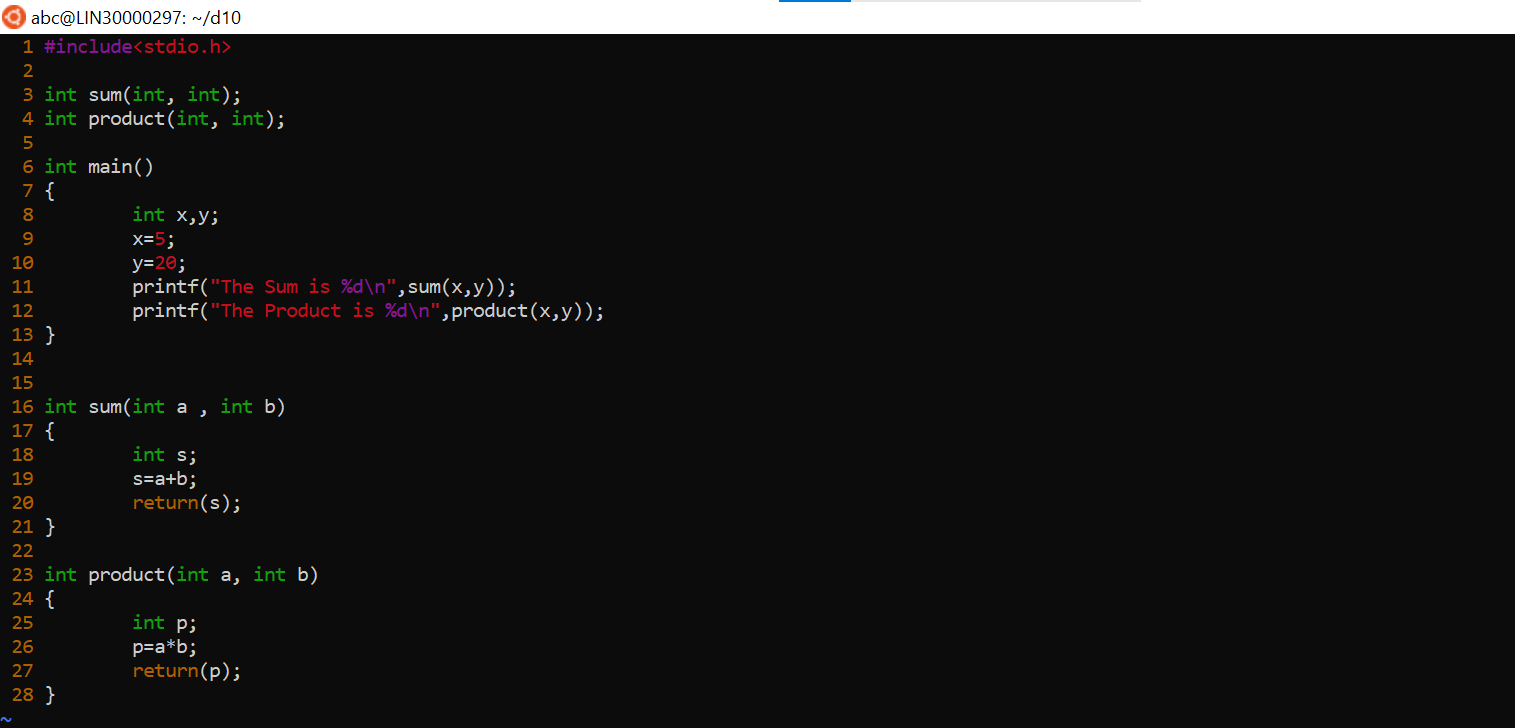 abc@LIN30000297: ~/d10
1 #include<stdio.h>
2
3 int sum(int, int);
4 int product(int, int);
5
6 int main()
7 {
8         int x,y;
9         x=5;
10         y=20;
11         printf("The Sum is %d\n",sum(x,y));
12         printf("The Product is %d\n",product(x,y));
13 }
14
15
16 int sum(int a , int b)
17 {
18         int s;
19         s=a+b;
20         return(s);
21 }
22
23 int product(int a, int b)
24 {
25         int p;
26         p=a*b;
27         return(p);
28 }
~